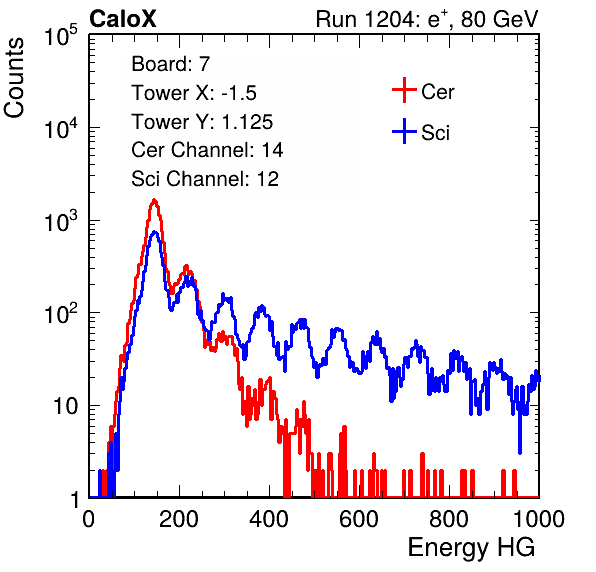 CaloX Run 1204: e⁺, 80 GeV
Counts
Board: 7
Tower X: -1.5
Tower Y: 1.125
Cer Channel: 14
Sci Channel: 12
Cer
Sci
10⁵
10⁴
10³
10²
10
1
0 200 400 600 800 1000
Energy HG